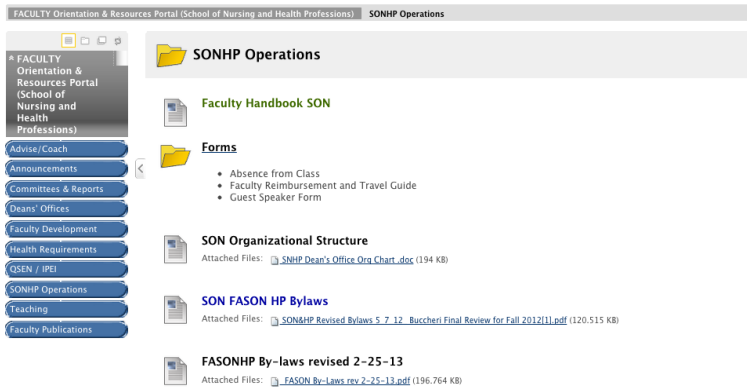 FACULTY Orientation & Resources Portal (School of Nursing and Health Professions) SONHP Operations
FACULTY
Orientation &
Resources Portal
(School of
Nursing and
Health
Professions)
Advise/Coach
Announcements
Committees & Reports
Deans' Offices
Faculty Development
Health Requirements
QSEN / IPEI
SONHP Operations
Teaching
Faculty Publications
SONHP Operations
Faculty Handbook SON
Forms
• Absence from Class
• Faculty Reimbursement and Travel Guide
• Guest Speaker Form
SON Organizational Structure
Attached Files: SNHP Dean's Office Org Chart .doc (194 KB)
SON FASON HP Bylaws
Attached Files: SON&HP Revised Bylaws 5_7_12_ Buccheri Final Review for Fall 2012[1].pdf (120.515 KB)
FASONHP By-laws revised 2-25-13
Attached Files: FASON By-Laws rev 2-25-13.pdf (196.764 KB)